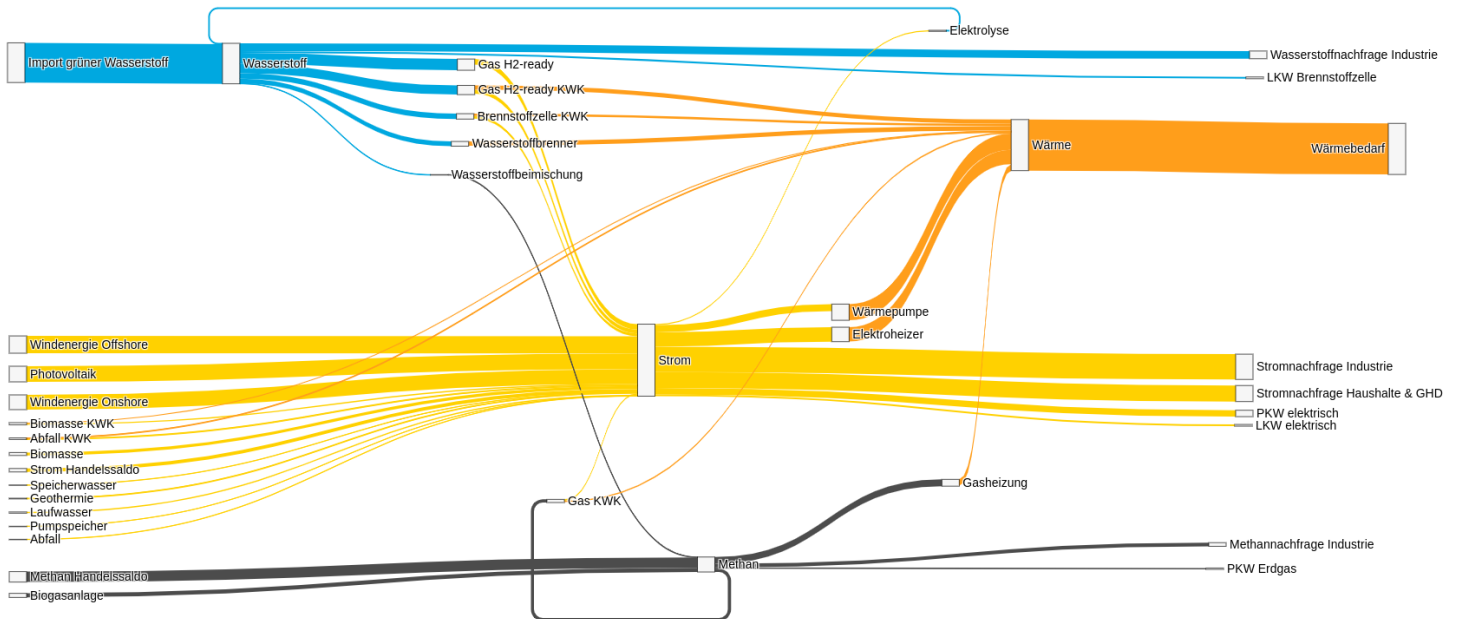 Elektrolyse
Import grüner Wasserstoff
Wasserstoff
Wasserstoffnachfrage Industrie
Gas H2-ready
LKW Brennstoffzelle
Gas H2-ready KWK
Brennstoffzelle KWK
Wasserstoffbrenner
Wärme
Wärmebedarf
Wasserstoffbeimischung
Wärmepumpe
Elektroheizer
Windenergie Offshore
Strom
Stromnachfrage Industrie
Photovoltaik
Stromnachfrage Haushalte & GHD
Windenergie Onshore
PKW elektrisch
Biomasse KWK
LKW elektrisch
Abfall KWK
Biomasse
Strom Handelssaldo
Speicherwasser
Gasheizung
Geothermie
Gas KWK
Laufwasser
Pumpspeicher
Abfall
Methannachfrage Industrie
Methan
PKW Erdgas
Methan Handelssaldo
Biogasanlage